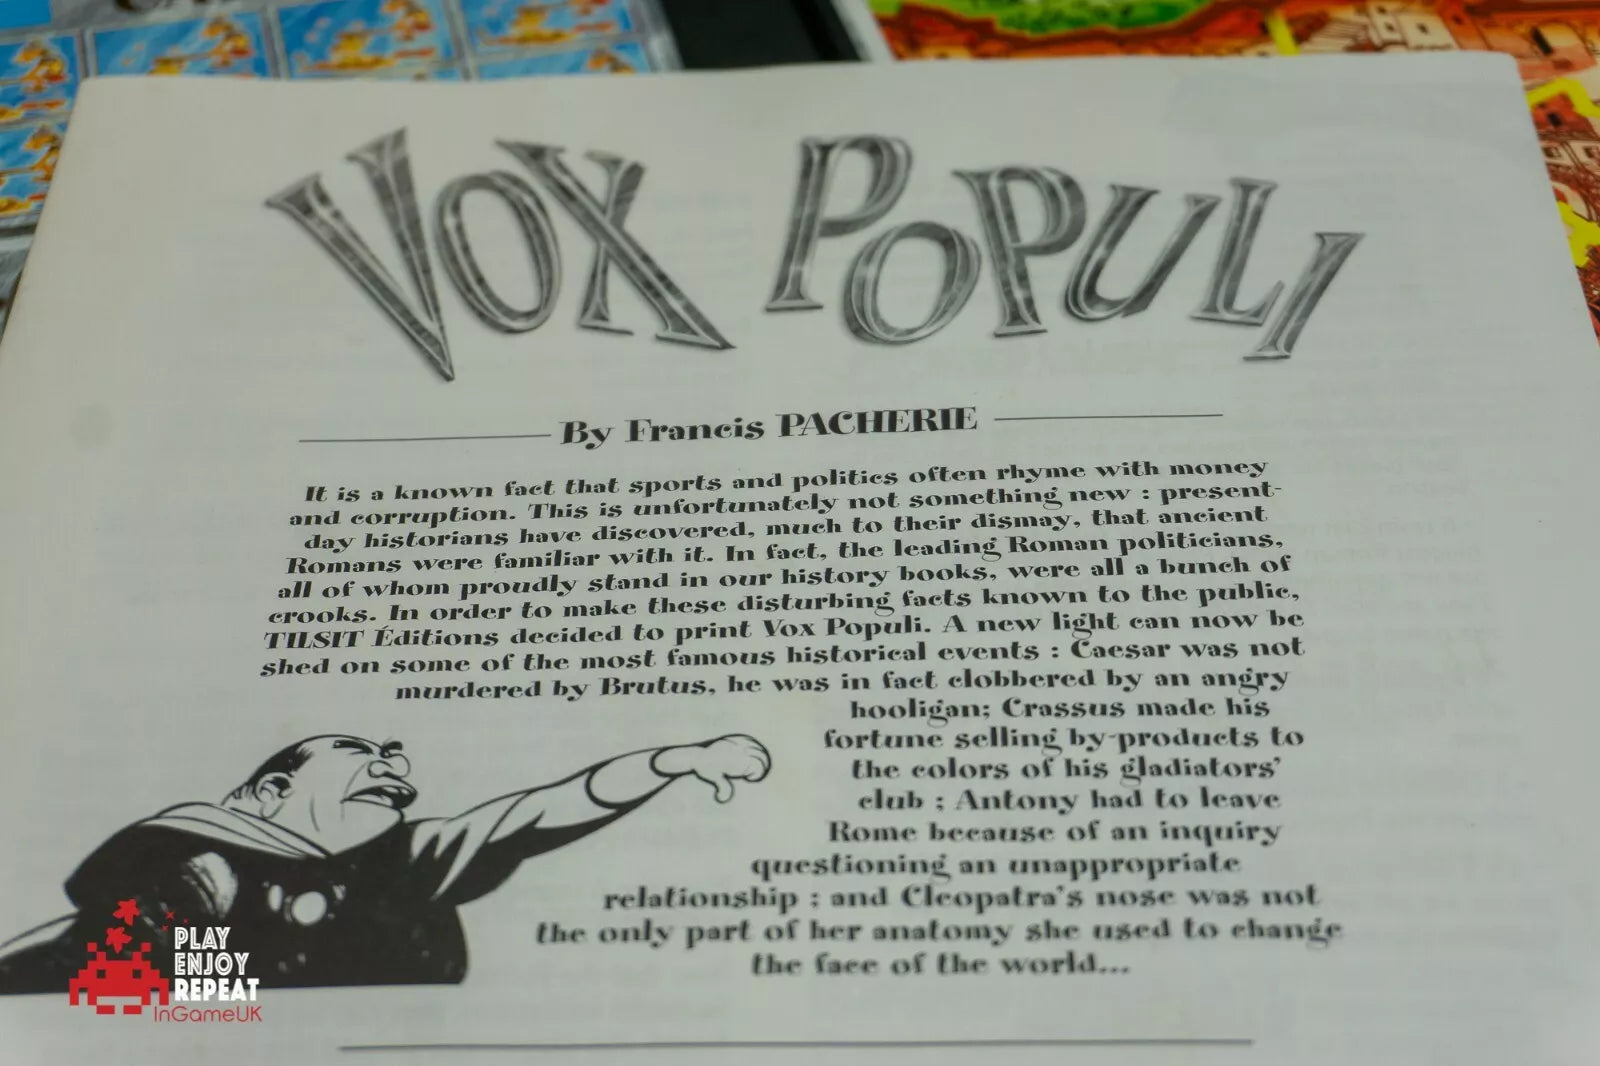 VOX POPULI
By Francis PACHERIE
It is a known fact that sports and politics often rhyme with money
and corruption. This is unfortunately not something new : present-
day historians have discovered, much to their dismay, that ancient
Romans were familiar with it. In fact, the leading Roman politicians,
all of whom proudly stand in our history books, were all a bunch of
crooks. In order to make these disturbing facts known to the public,
TILSIT Éditions decided to print Vox Populi. A new light can now be
shed on some of the most famous historical events : Caesar was not
murdered by Brutus, he was in fact clobbered by an angry
hooligan; Crassus made his
fortune selling by-products to
the colors of his gladiators'
club ; Antony had to leave
Rome because of an inquiry
questioning an unappropriate
relationship ; and Cleopatra's nose was not
the only part of her anatomy she used to change
the face of the world...
PLAY
ENJOY
REPEAT
InGameUK